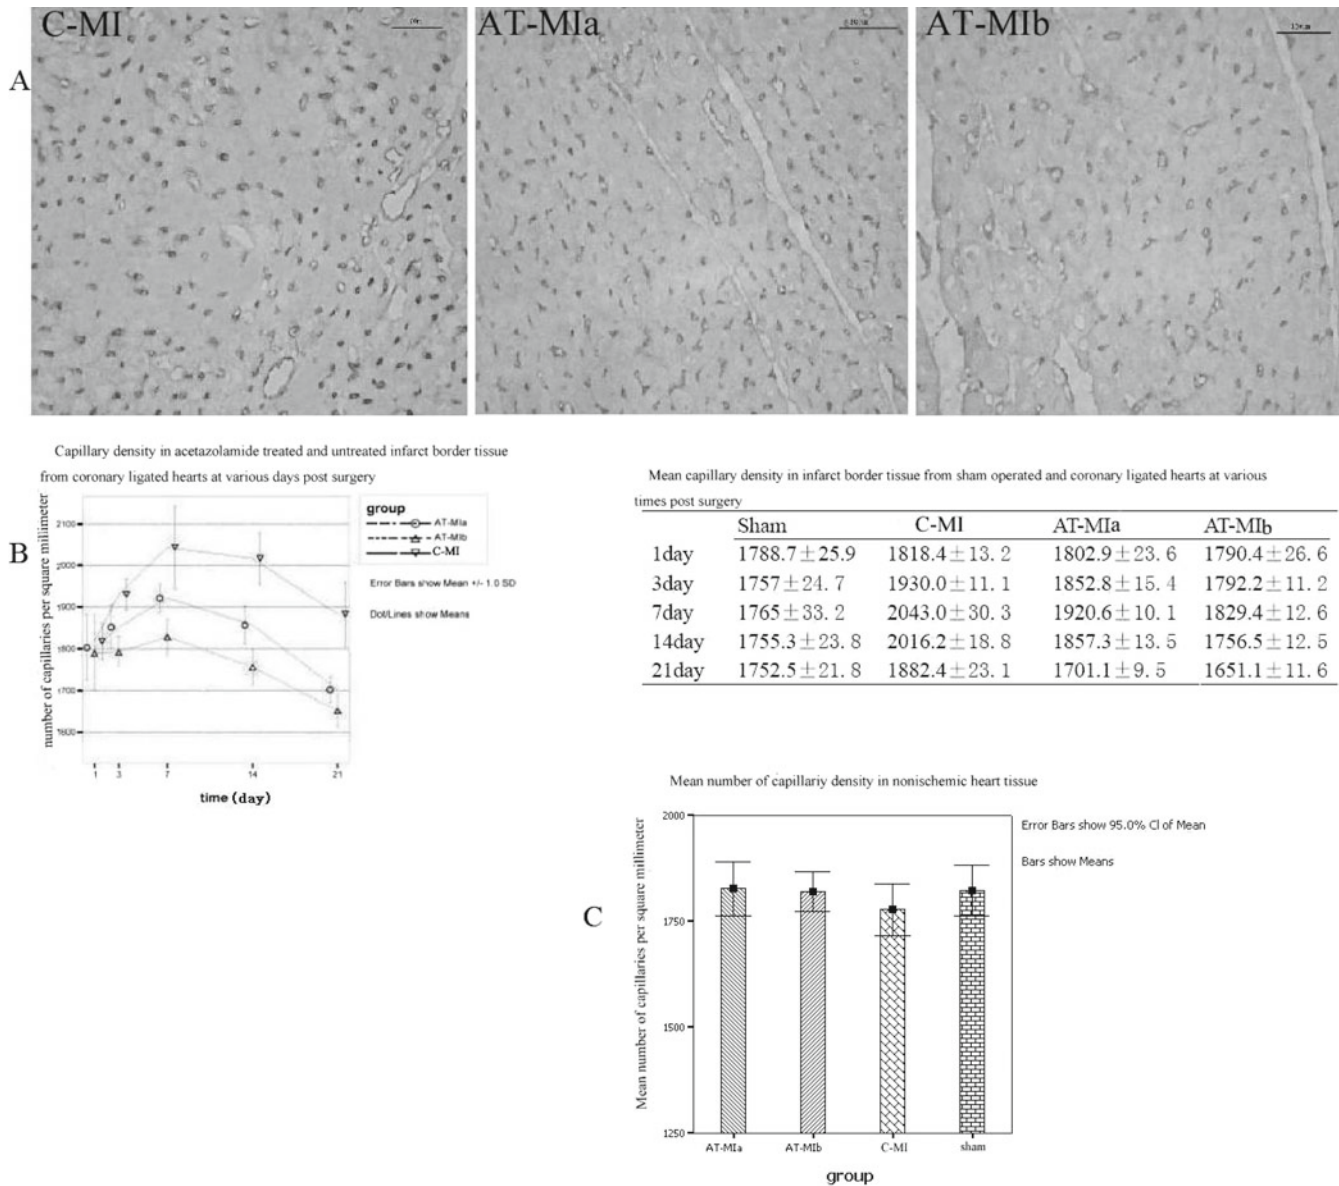 C-MI
AT-MIa
AT-MIb
A
Capillary density in acetazolamide treated and untreated infarct border tissue
from coronary ligated hearts at various days post surgery
B
number of capillaries per square millimeter
2100
2000
1900
1800
1700
1600
1 3 7 14 21
time (day)
group
AT-MIa
AT-MIb
C-MI
Error Bars show Mean +/- 1.0 SD
Dot/Lines show Means
Mean capillary density in infarct border tissue from sham operated and coronary ligated hearts at various
times post surgery
Sham C-MI AT-MIa AT-MIb
1day 1788.7±25.9 1818.4±13.2 1802.9±23.6 1790.4±26.6
3day 1757±24.7 1930.0±11.1 1852.8±15.4 1792.2±11.2
7day 1765±33.2 2043.0±30.3 1920.6±10.1 1829.4±12.6
14day 1755.3±23.8 2016.2±18.8 1857.3±13.5 1756.5±12.5
21day 1752.5±21.8 1882.4±23.1 1701.1±9.5 1651.1±11.6
Mean number of capillariy density in nonischemic heart tissue
C
Mean number of capillaries per square millimeter
2000
1750
1500
1250
AT-MIa AT-MIb C-MI sham
group
Error Bars show 95.0% Cl of Mean
Bars show Means